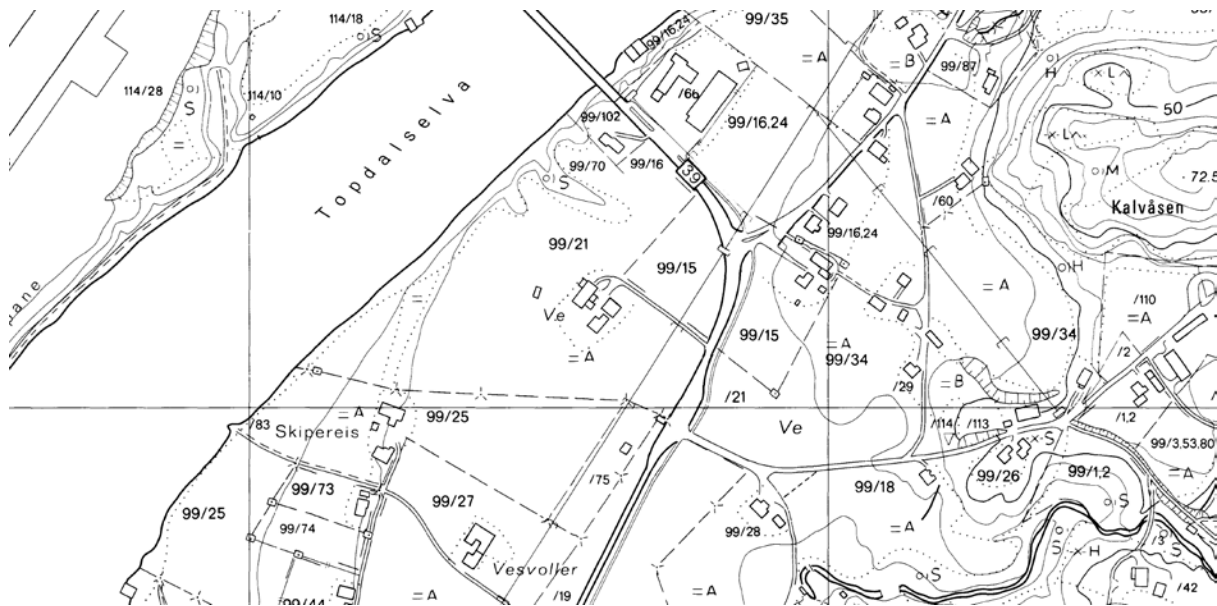 114/18
S
99/16,24
99/35
= A
= B
99/87
H
× L
50
114/28
S
114/10
/66
99/102
99/16,24
= A
× L
M
72.5
Topdalselva
99/70
99/16
39
S
/60
Kalvåsen
99/21
99/15
99/16,24
H
= A
/110
= A
Ve
= A
99/15
= A
99/34
99/34
/2
/29
= B
/21
/1,2
/83
= A
99/25
Skipereis
Ve
/114
/113
× S
99/3,53,80
99/73
99/27
/75
99/18
99/26
99/1,2
= A
99/25
99/74
99/28
= A
S
S
× H
/3
S
Vesvoller
99/44
= A
/19
= A
S
/42